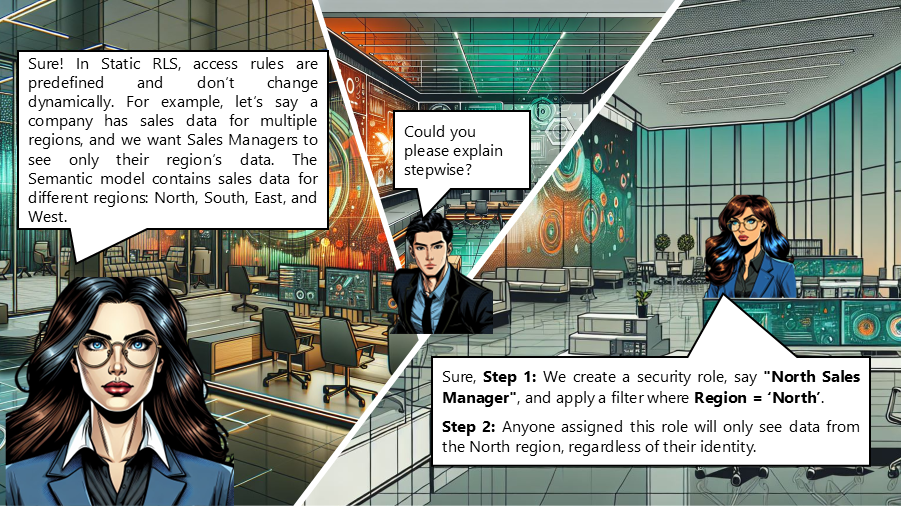 Sure! In Static RLS, access rules are
predefined and don't change
dynamically. For example, let's say a
company has sales data for multiple
regions, and we want Sales Managers to
see only their region's data. The
Semantic model contains sales data for
different regions: North, South, East, and
West.
Could you
please explain
stepwise?
Sure, Step 1: We create a security role, say "North Sales
Manager", and apply a filter where Region = ‘North’.
Step 2: Anyone assigned this role will only see data from
the North region, regardless of their identity.